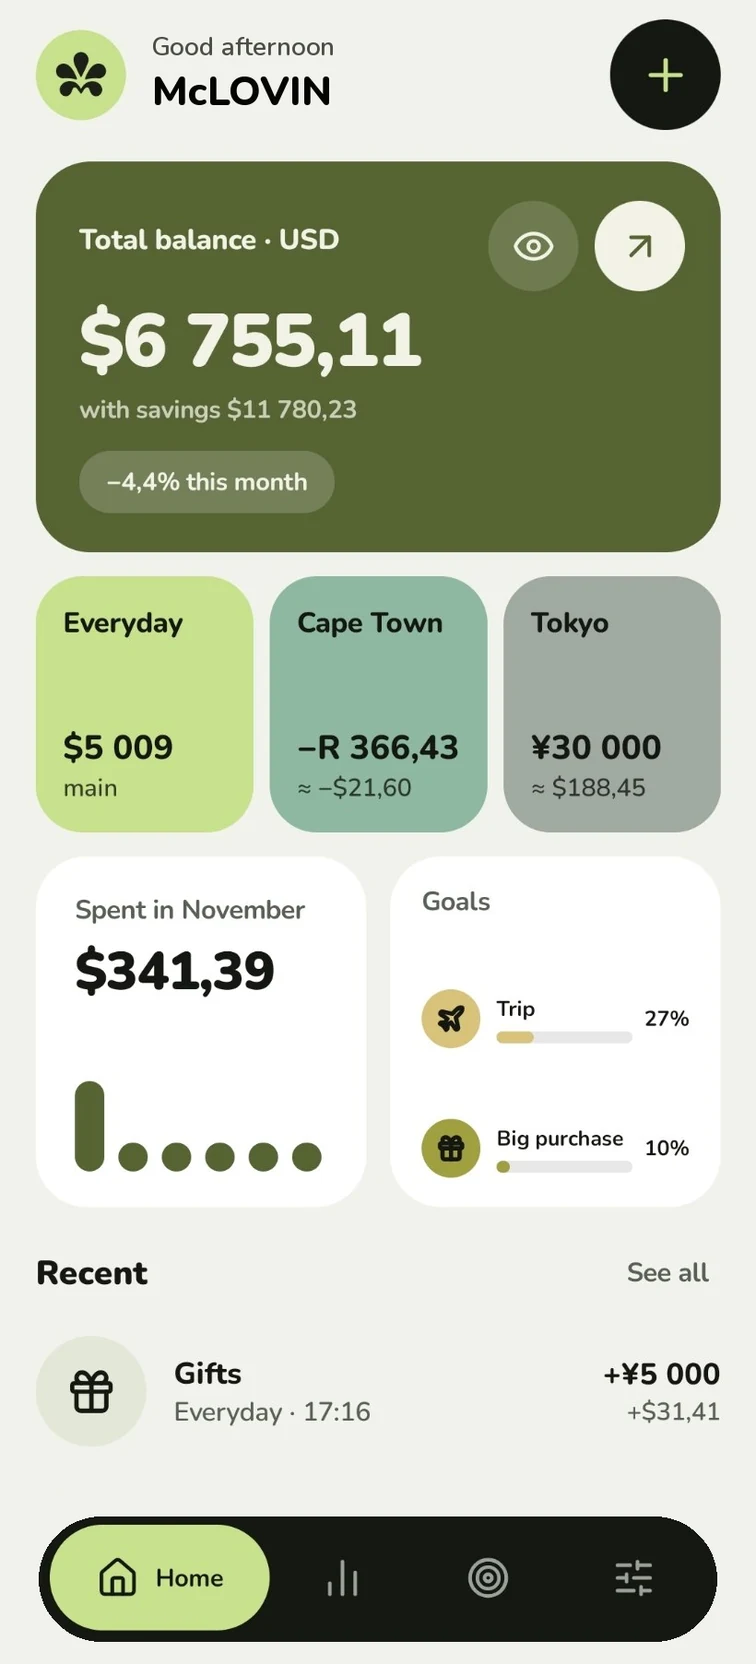 Good afternoon
McLOVIN
Total balance · USD
$6 755,11
with savings $11 780,23
−4,4% this month
Everyday
$5 009
main
Cape Town
−R 366,43
≈ −$21,60
Tokyo
¥30 000
≈ $188,45
Spent in November
$341,39
Goals
Trip
27%
Big purchase
10%
Recent
See all
Gifts
+¥5 000
Everyday · 17:16
+$31,41
Home